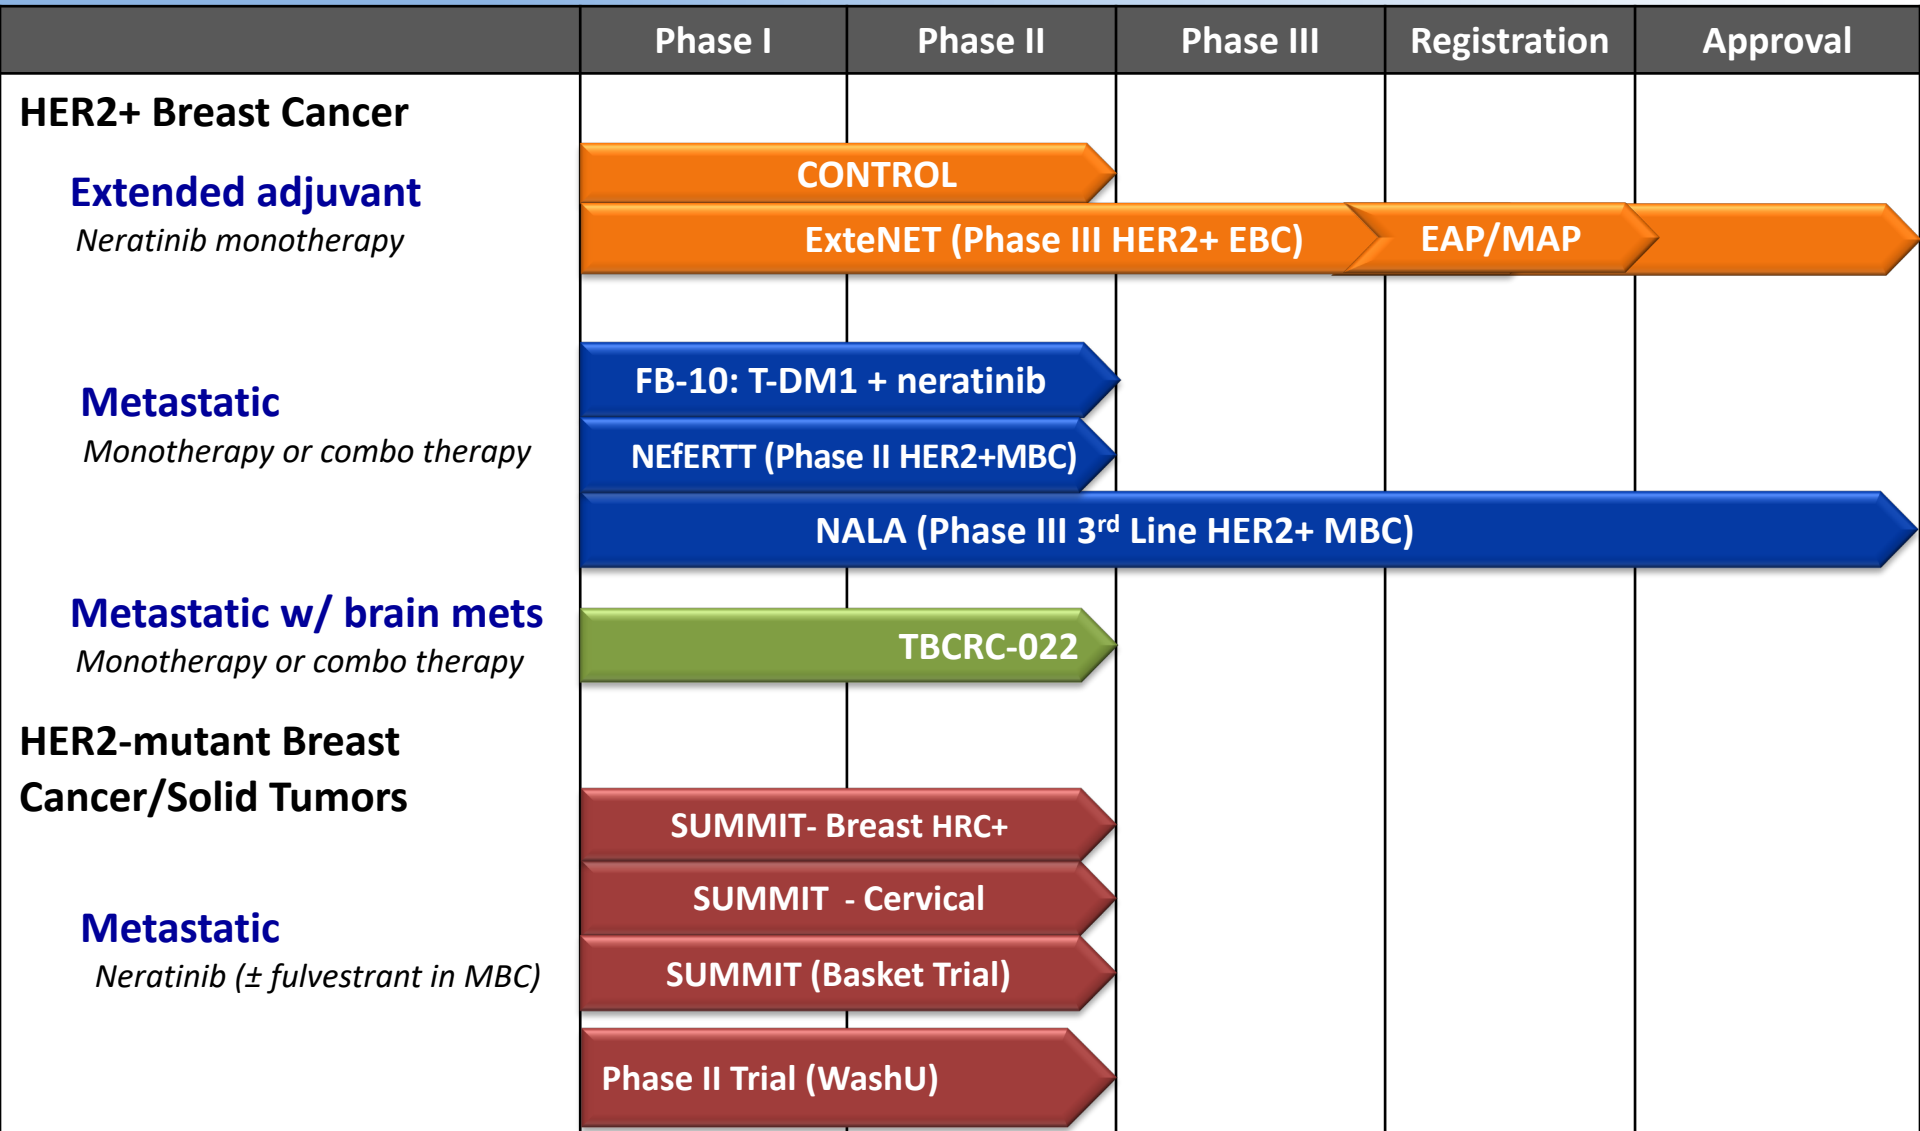 Phase I Phase II Phase III Registration Approval
HER2+ Breast Cancer
Extended adjuvant
Neratinib monotherapy
CONTROL
ExteNET (Phase III HER2+ EBC)
EAP/MAP
Metastatic
Monotherapy or combo therapy
FB-10: T-DM1 + neratinib
NEfERTT (Phase II HER2+MBC)
NALA (Phase III 3rd Line HER2+ MBC)
Metastatic w/ brain mets
Monotherapy or combo therapy
TBCRC-022
HER2-mutant Breast
Cancer/Solid Tumors
Metastatic
Neratinib (± fulvestrant in MBC)
SUMMIT- Breast HRC+
SUMMIT - Cervical
SUMMIT (Basket Trial)
Phase II Trial (WashU)